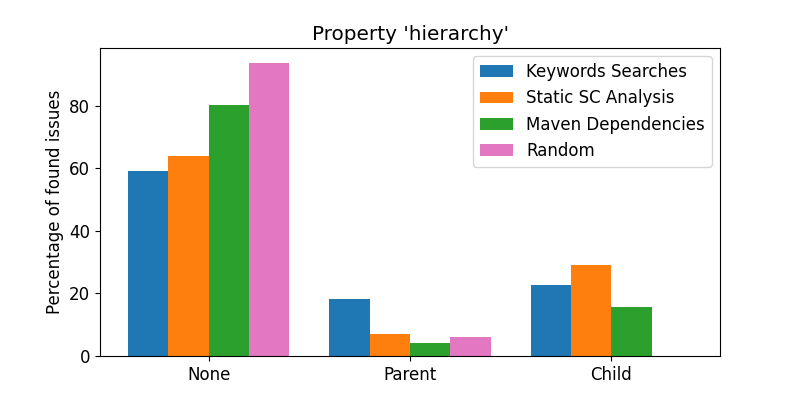 Property 'hierarchy'
Percentage of found issues
80
60
40
20
0
Keywords Searches
Static SC Analysis
Maven Dependencies
Random
None
Parent
Child